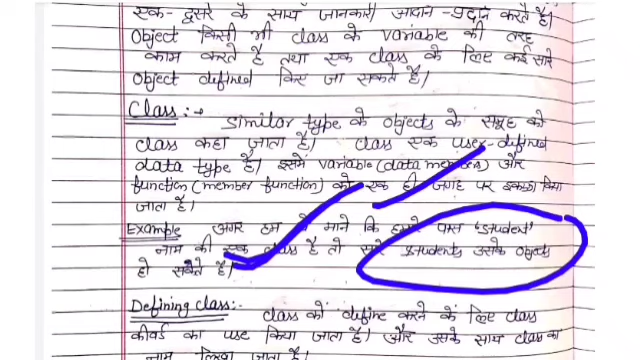 एक-दूसरे के साथ जानकारी आदान-प्रदान करते हैं।
Object किसी भी class के variable की तरह
काम करते है तथा एक class के लिए कई सारे
object defined किए जा सकते है।
Class:-
Similar type के objects के समूह को
class कहा जाता है। class एक user-defined
data type है। इसमें variable (data members) और
function (member function) को एक ही जगह पर इकट्ठा किया
जाता है।
Example अगर हम ये माने कि हमारे पास 'student'
नाम की एक class है तो सारे students उसके objects
हो सकते है।
Defining class:-
class को define करने के लिए class
कीवर्ड का use किया जाता है। और उसके साथ class का
नाम लिखा जाता है।